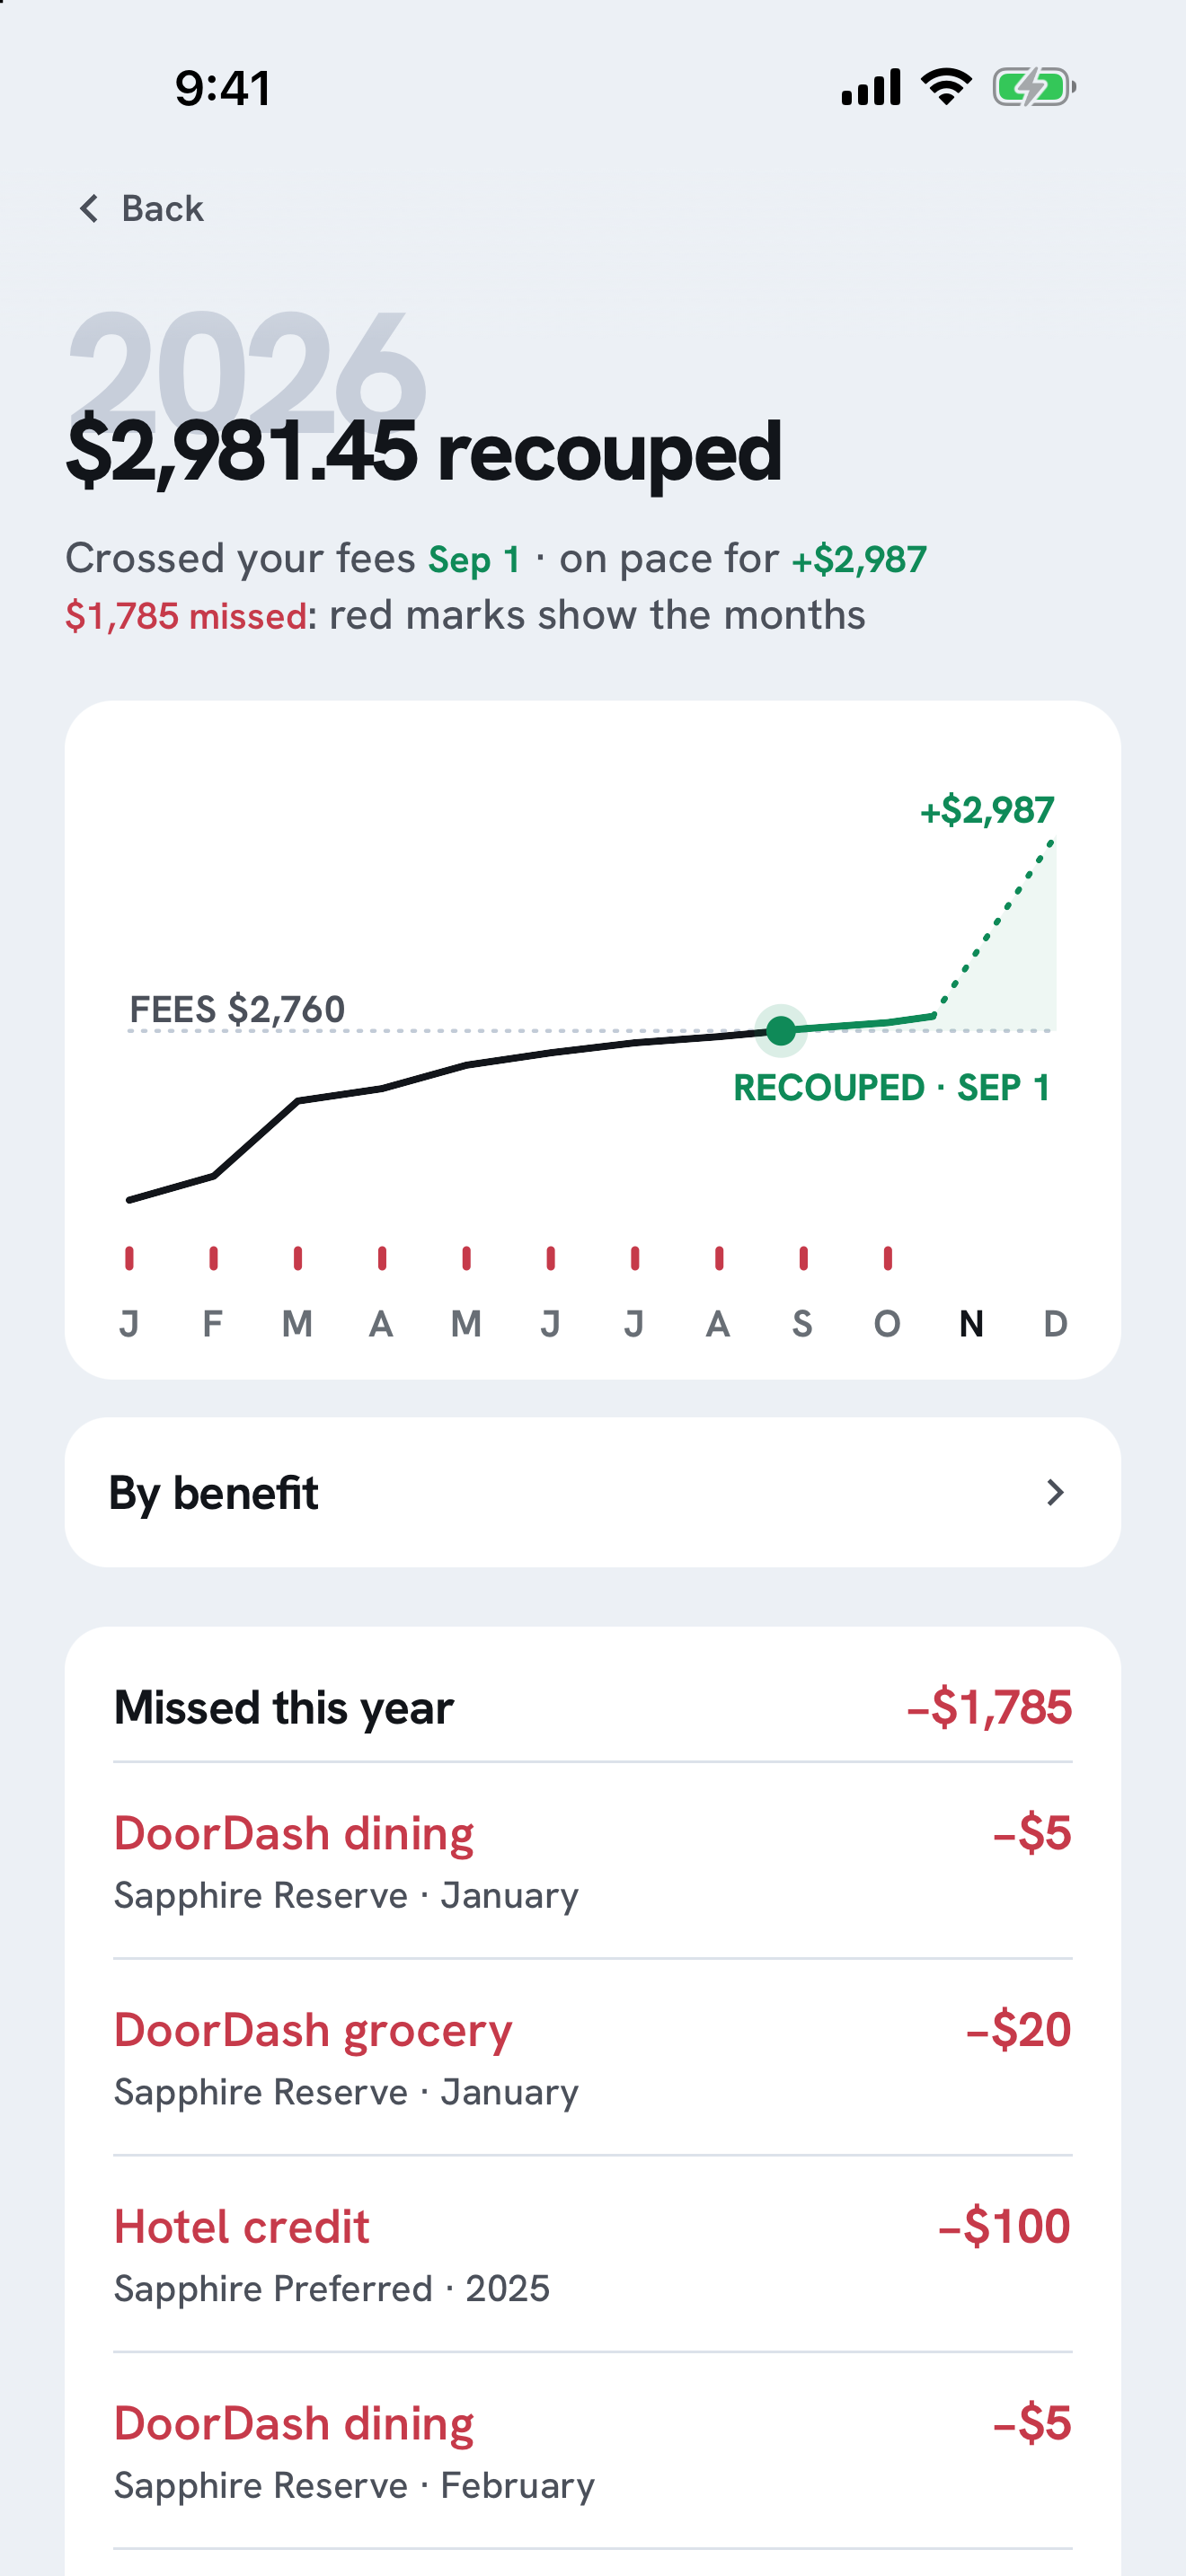 9:41
Back
2026
$2,981.45 recouped
Crossed your fees Sep 1 · on pace for +$2,987
$1,785 missed: red marks show the months
+$2,987
FEES $2,760
RECOUPED · SEP 1
J F M A M J J A S O N D
By benefit
Missed this year –$1,785
DoorDash dining –$5
Sapphire Reserve · January
DoorDash grocery –$20
Sapphire Reserve · January
Hotel credit –$100
Sapphire Preferred · 2025
DoorDash dining –$5
Sapphire Reserve · February